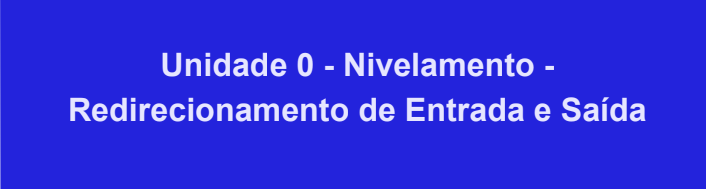 Unidade 0 - Nivelamento -
Redirecionamento de Entrada e Saída